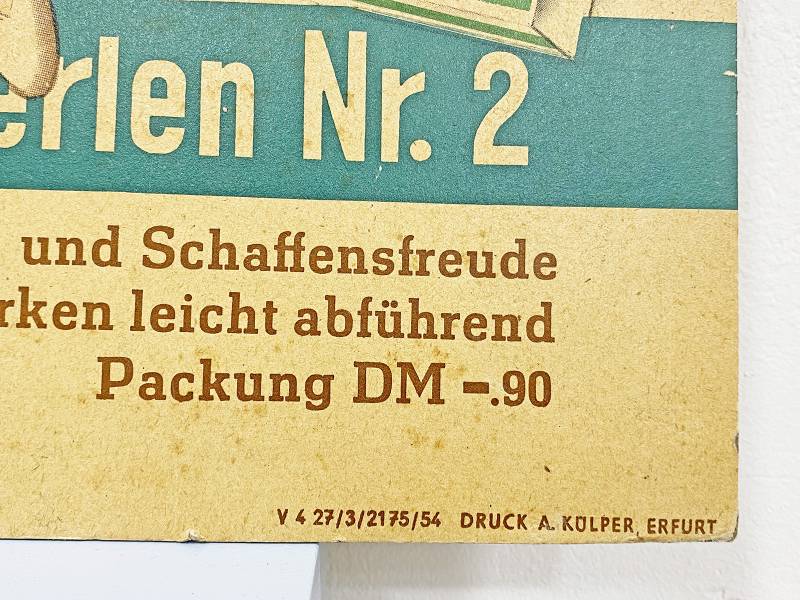 erlen Nr. 2
und Schaffensfreude
rken leicht abführend
Packung DM -.90
V 4 27/3/2175/54 DRUCK A. KÜLPER, ERFURT